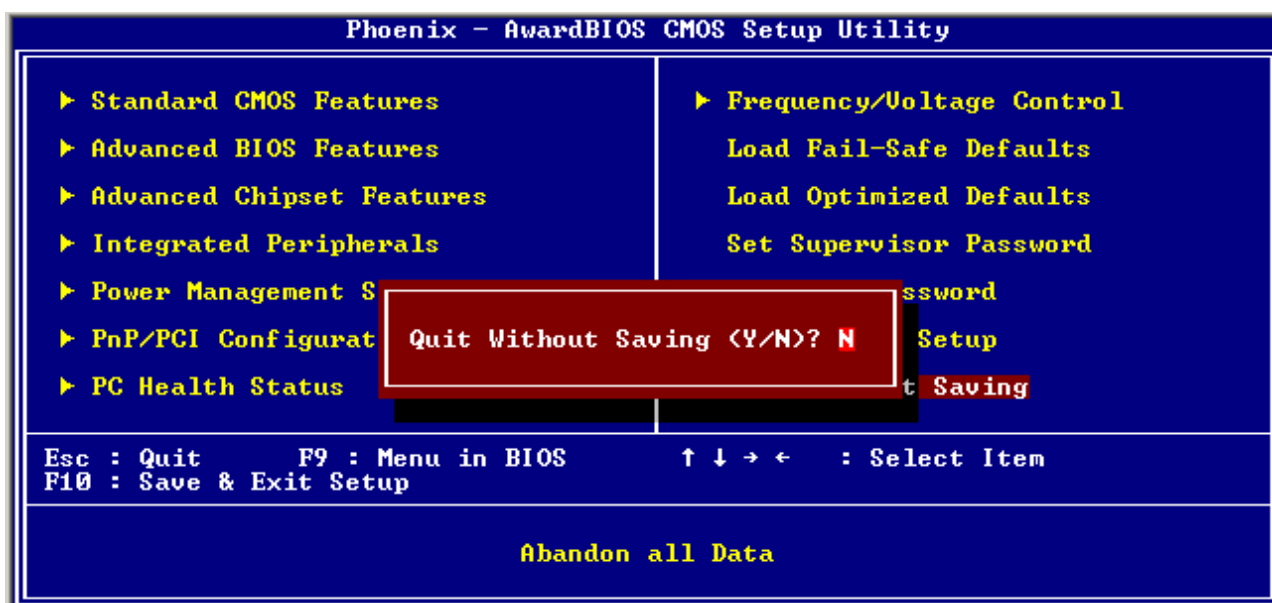 Phoenix - AwardBIOS CMOS Setup Utility
Standard CMOS Features
Advanced BIOS Features
Advanced Chipset Features
Integrated Peripherals
Power Management S
PnP/PCI Configurat
PC Health Status
Frequency/Voltage Control
Load Fail-Safe Defaults
Load Optimized Defaults
Set Supervisor Password
ssword
Setup
t Saving
Quit Without Saving (Y/N)? N
Esc : Quit F9 : Menu in BIOS ↑ ↓ → ← : Select Item
F10 : Save & Exit Setup
Abandon all Data